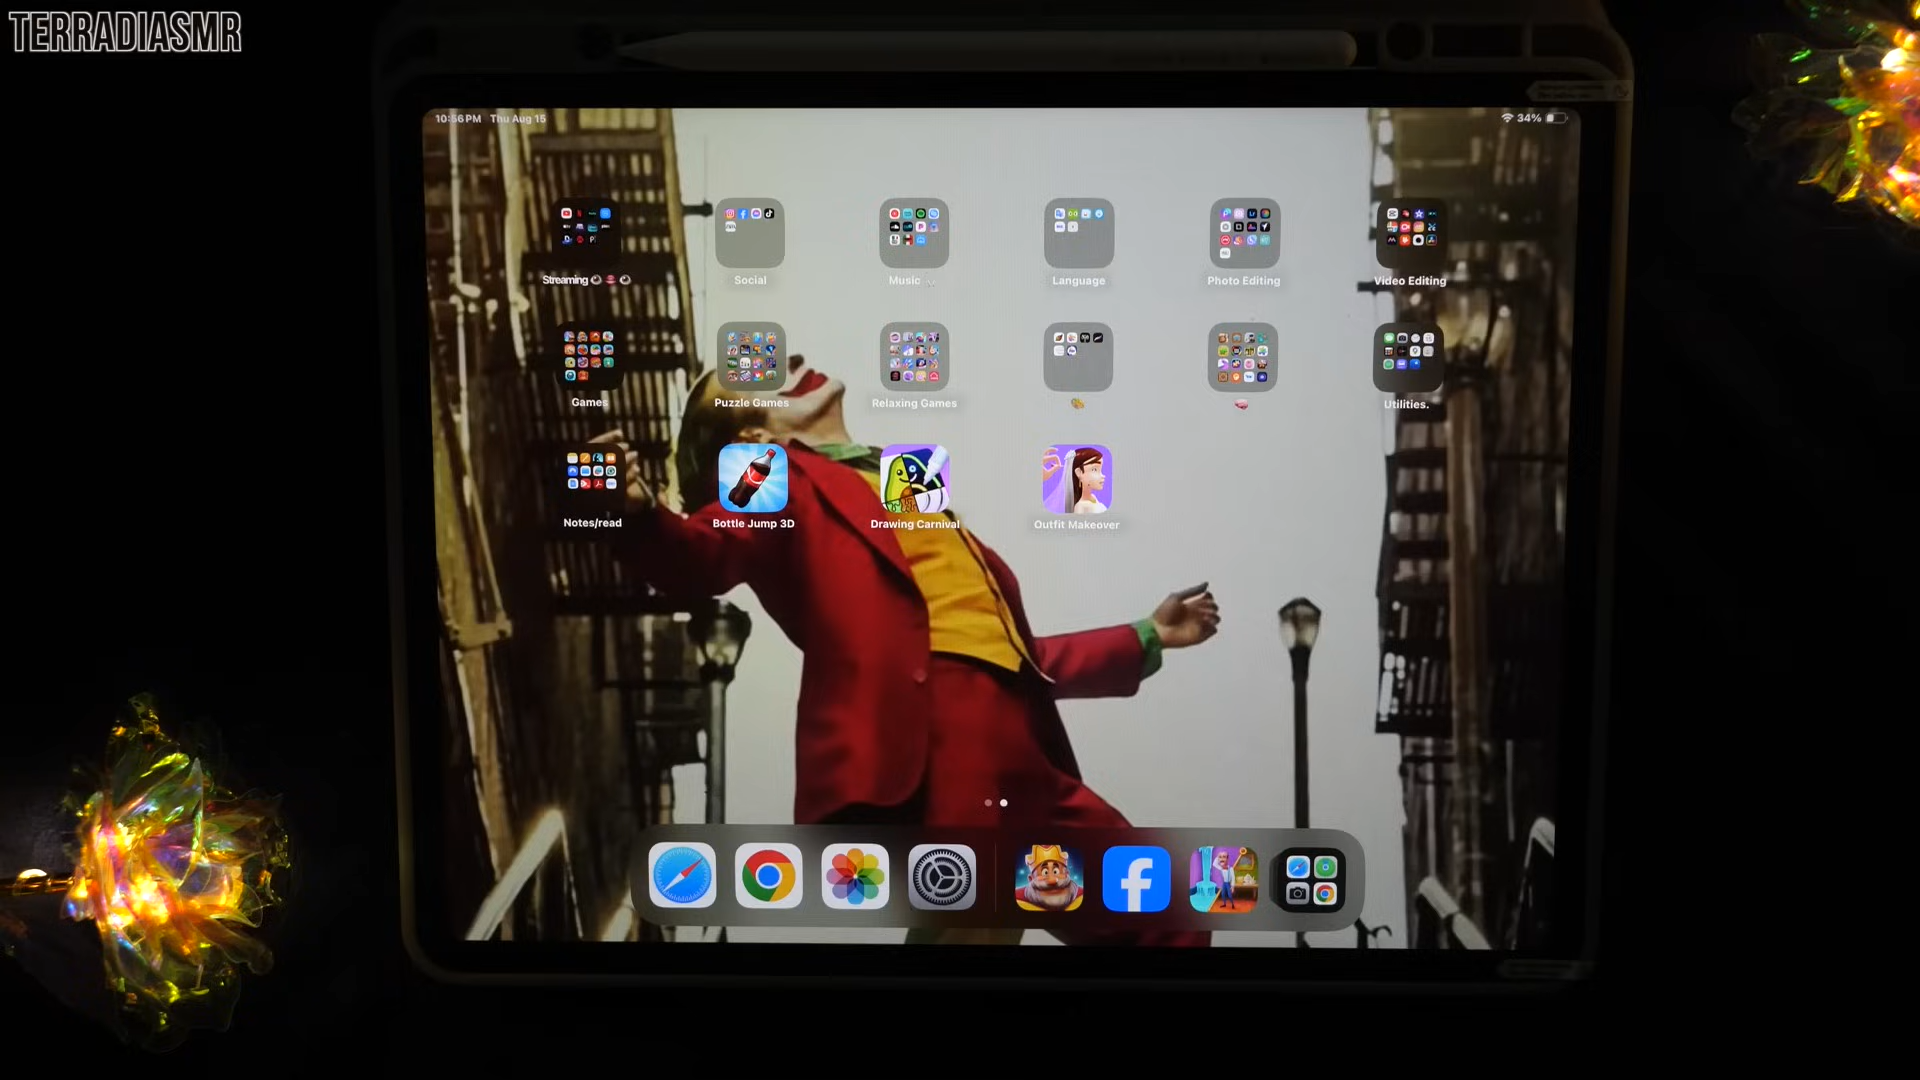 TERRADIASMR
10:56 PM Thu Aug 15
34%
Streaming
Social
Music
Language
Photo Editing
Video Editing
Games
Puzzle Games
Relaxing Games
Utilities.
Notes/read
Bottle Jump 3D
Drawing Carnival
Outfit Makeover